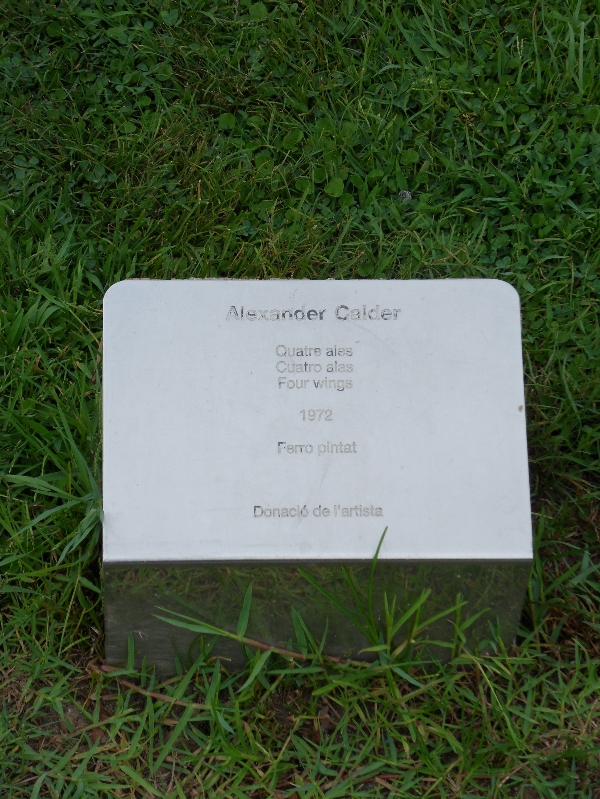 Alexander Calder
Quatre ales
Cuatro alas
Four wings
1972
Ferro pintat
Donació de l'artista